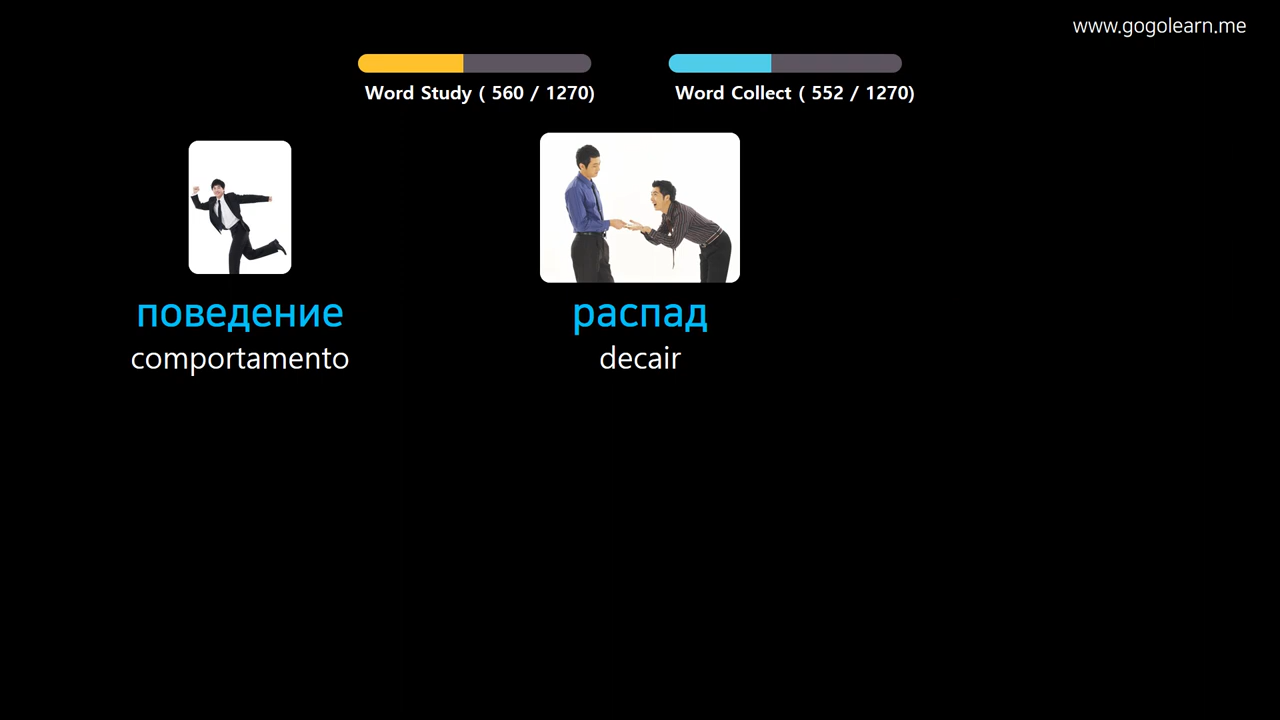 www.gogolearn.me
Word Study ( 560 / 1270)
Word Collect ( 552 / 1270)
поведение
comportamento
распад
decair